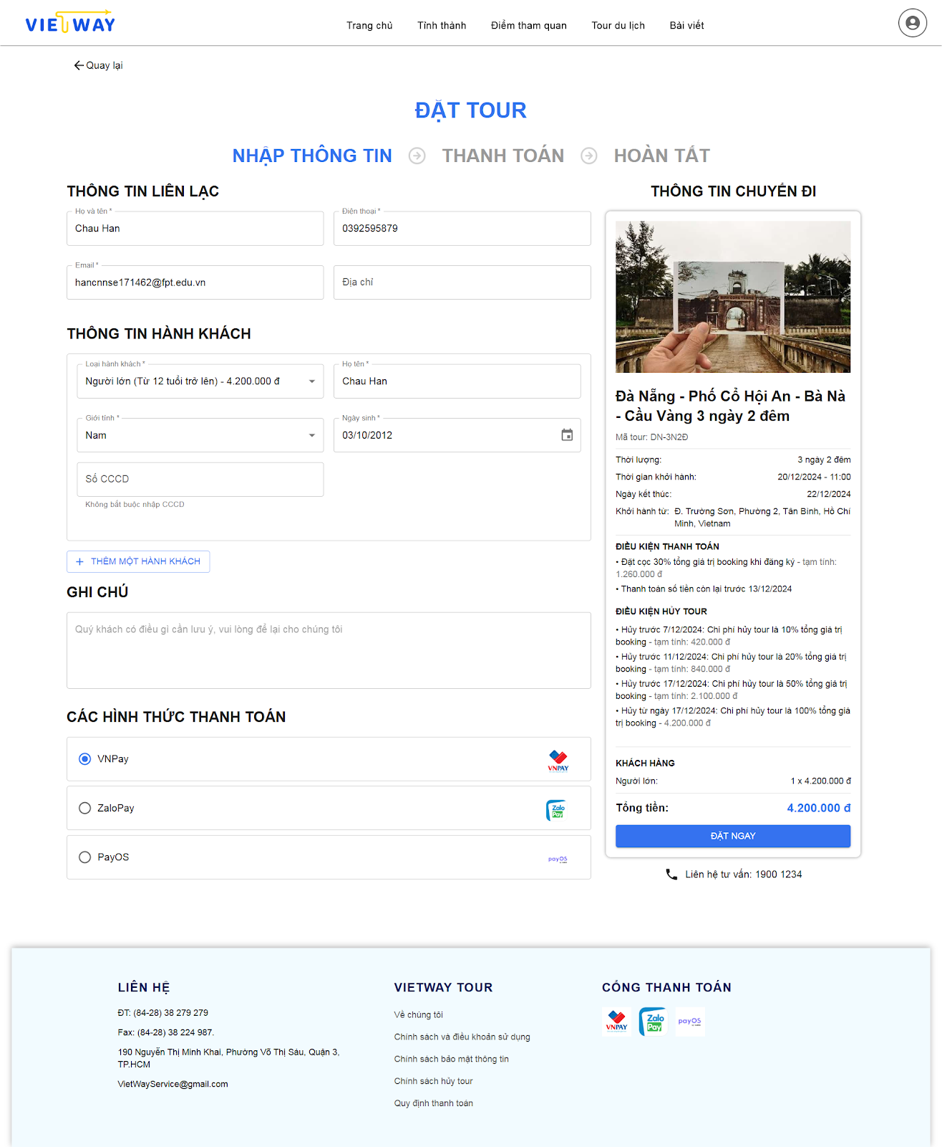 VIETWAY
Trang chủ Tỉnh thành Điểm tham quan Tour du lịch Bài viết
Quay lại
ĐẶT TOUR
NHẬP THÔNG TIN THANH TOÁN HOÀN TẤT
THÔNG TIN LIÊN LẠC
Họ và tên *
Chau Han
Điện thoại *
0392595879
Email *
hancnnse171462@fpt.edu.vn
Địa chỉ
THÔNG TIN HÀNH KHÁCH
Loại hành khách *
Người lớn (Từ 12 tuổi trở lên) - 4.200.000 đ
Họ tên *
Chau Han
Giới tính *
Nam
Ngày sinh *
03/10/2012
Số CCCD
Không bắt buộc nhập CCCD
+ THÊM MỘT HÀNH KHÁCH
GHI CHÚ
Quý khách có điều gì cần lưu ý, vui lòng để lại cho chúng tôi
CÁC HÌNH THỨC THANH TOÁN
VNPay
VNPAY
ZaloPay
Zalo
Pay
PayOS
payOS
THÔNG TIN CHUYẾN ĐI
Đà Nẵng - Phố Cổ Hội An - Bà Nà
- Cầu Vàng 3 ngày 2 đêm
Mã tour: DN-3N2Đ
Thời lượng: 3 ngày 2 đêm
Thời gian khởi hành: 20/12/2024 - 11:00
Ngày kết thúc: 22/12/2024
Khởi hành từ: Đ. Trường Sơn, Phường 2, Tân Bình, Hồ Chí
Minh, Vietnam
ĐIỀU KIỆN THANH TOÁN
• Đặt cọc 30% tổng giá trị booking khi đăng ký - tạm tính:
1.260.000 đ
• Thanh toán số tiền còn lại trước 13/12/2024
ĐIỀU KIỆN HỦY TOUR
• Hủy trước 7/12/2024: Chi phí hủy tour là 10% tổng giá trị
booking - tạm tính: 420.000 đ
• Hủy trước 11/12/2024: Chi phí hủy tour là 20% tổng giá trị
booking - tạm tính: 840.000 đ
• Hủy trước 17/12/2024: Chi phí hủy tour là 50% tổng giá trị
booking - tạm tính: 2.100.000 đ
• Hủy từ ngày 17/12/2024: Chi phí hủy tour là 100% tổng giá
trị booking - 4.200.000 đ
KHÁCH HÀNG
Người lớn: 1 x 4.200.000 đ
Tổng tiền: 4.200.000 đ
ĐẶT NGAY
Liên hệ tư vấn: 1900 1234
LIÊN HỆ
ĐT: (84-28) 38 279 279
Fax: (84-28) 38 224 987.
190 Nguyễn Thị Minh Khai, Phường Võ Thị Sáu, Quận 3,
TP.HCM
VietWayService@gmail.com
VIETWAY TOUR
Về chúng tôi
Chính sách và điều khoản sử dụng
Chính sách bảo mật thông tin
Chính sách hủy tour
Quy định thanh toán
CỔNG THANH TOÁN
VNPAY
Zalo
Pay
payOS